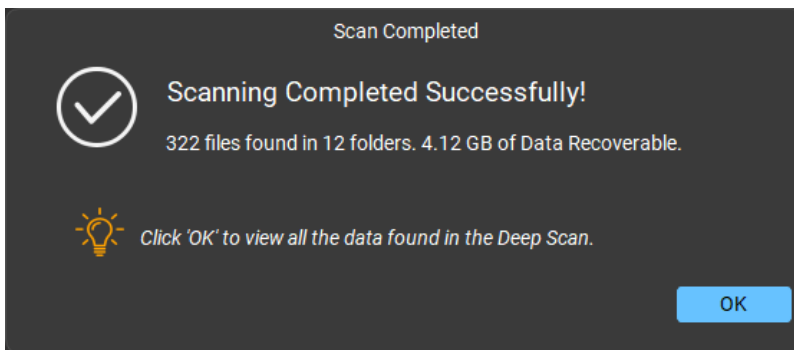 Scan Completed
Scanning Completed Successfully!
322 files found in 12 folders. 4.12 GB of Data Recoverable.
Click 'OK' to view all the data found in the Deep Scan.
OK